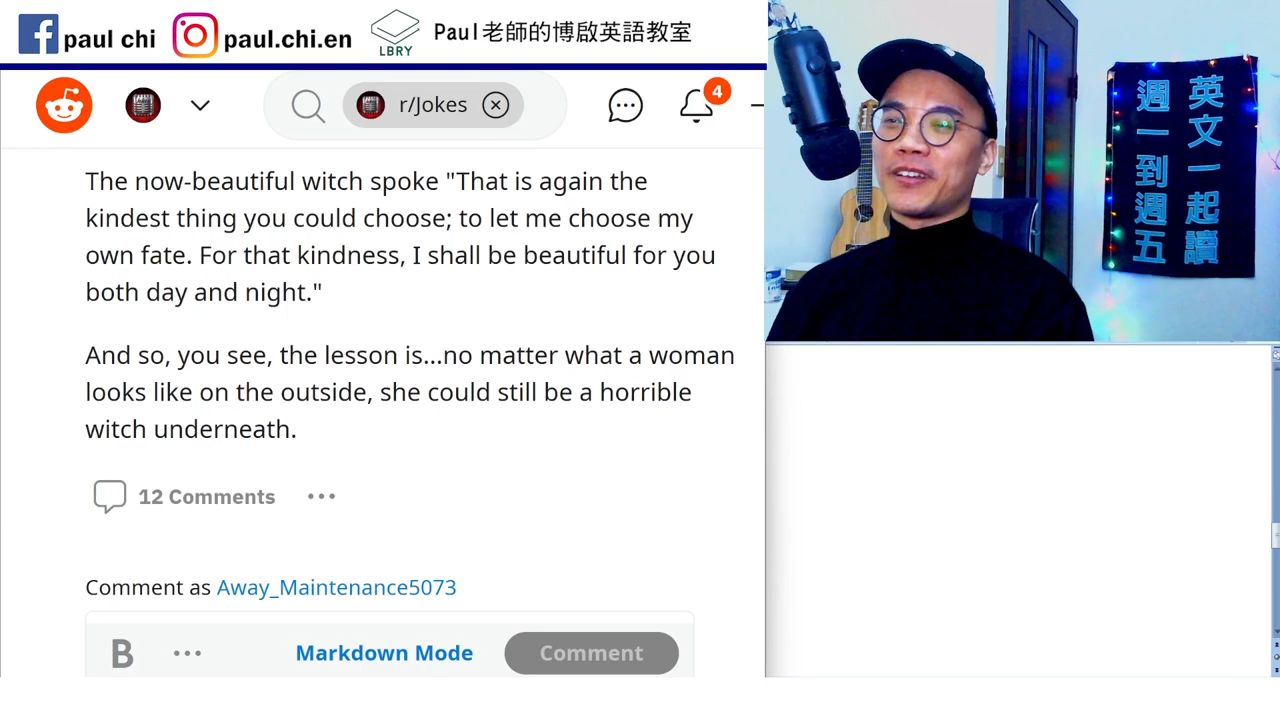 paul chi
paul.chi.en
LBRY
Paul老師的博啟英語教室
r/Jokes
4
The now-beautiful witch spoke "That is again the
kindest thing you could choose; to let me choose my
own fate. For that kindness, I shall be beautiful for you
both day and night."
And so, you see, the lesson is...no matter what a woman
looks like on the outside, she could still be a horrible
witch underneath.
12 Comments
Comment as Away_Maintenance5073
B
Markdown Mode
Comment
英文一起讀
週一到週五